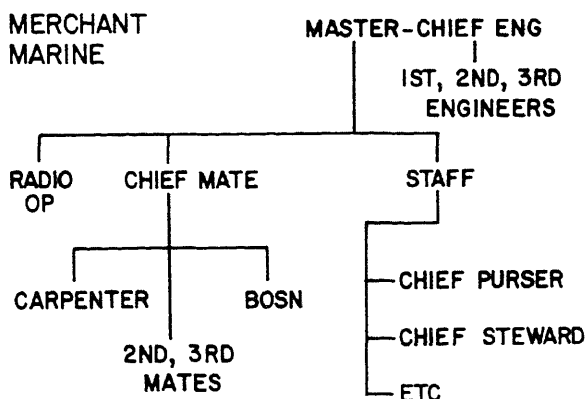 MERCHANT
MARINE
MASTER-CHIEF ENG
1ST, 2ND, 3RD
ENGINEERS
RADIO
OP
CHIEF MATE
STAFF
CARPENTER
BOSN
2ND, 3RD
MATES
CHIEF PURSER
CHIEF STEWARD
ETC